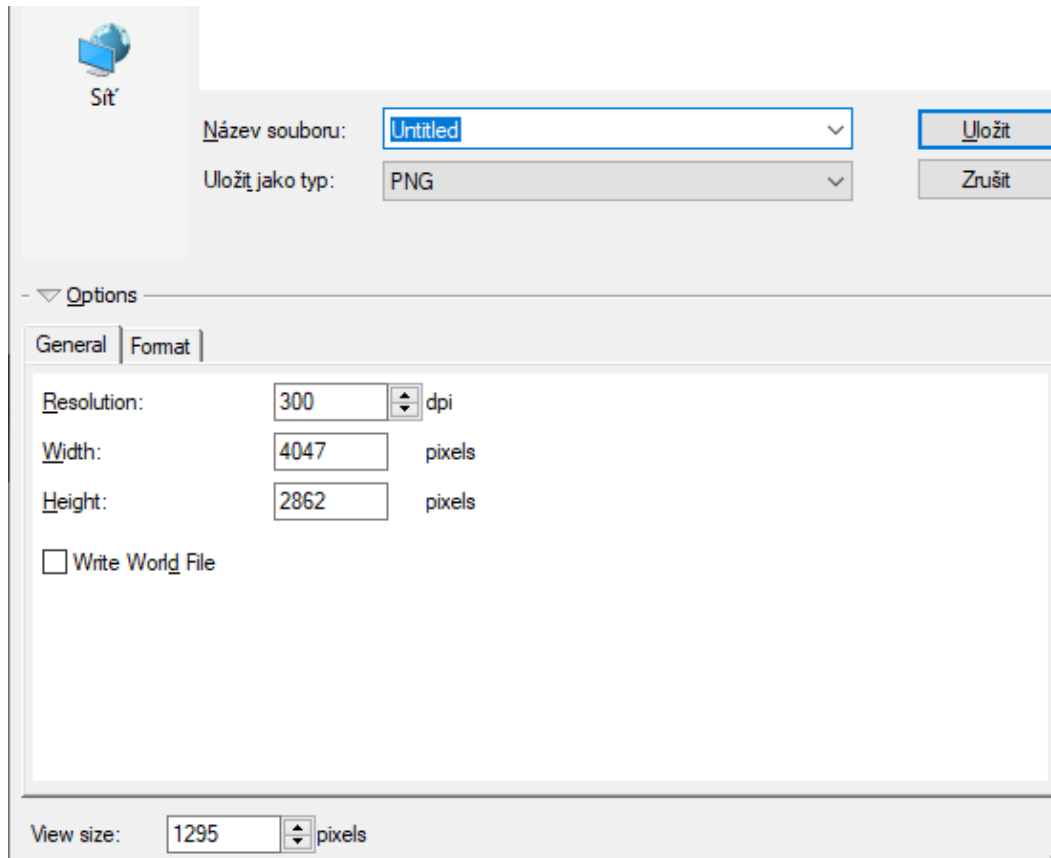 Síť
Název souboru: Untitled Uložit
Uložit jako typ: PNG Zrušit
Options
General Format
Resolution: 300 dpi
Width: 4047 pixels
Height: 2862 pixels
Write World File
View size: 1295 pixels